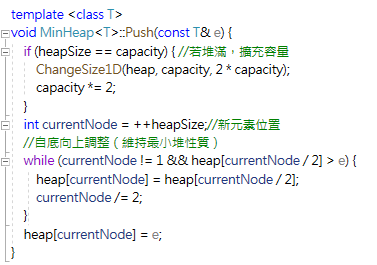 template <class T>
void MinHeap<T>::Push(const T& e) {
if (heapSize == capacity) { //若堆滿，擴充容量
ChangeSize1D(heap, capacity, 2 * capacity);
capacity *= 2;
}
int currentNode = ++heapSize;//新元素位置
//自底向上調整（維持最小堆性質）
while (currentNode != 1 && heap[currentNode / 2] > e) {
heap[currentNode] = heap[currentNode / 2];
currentNode /= 2;
}
heap[currentNode] = e;
}